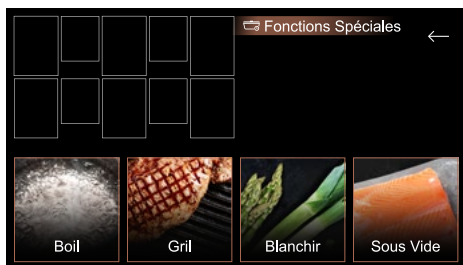 Fonctions Spéciales
Boil
Gril
Blanchir
Sous Vide